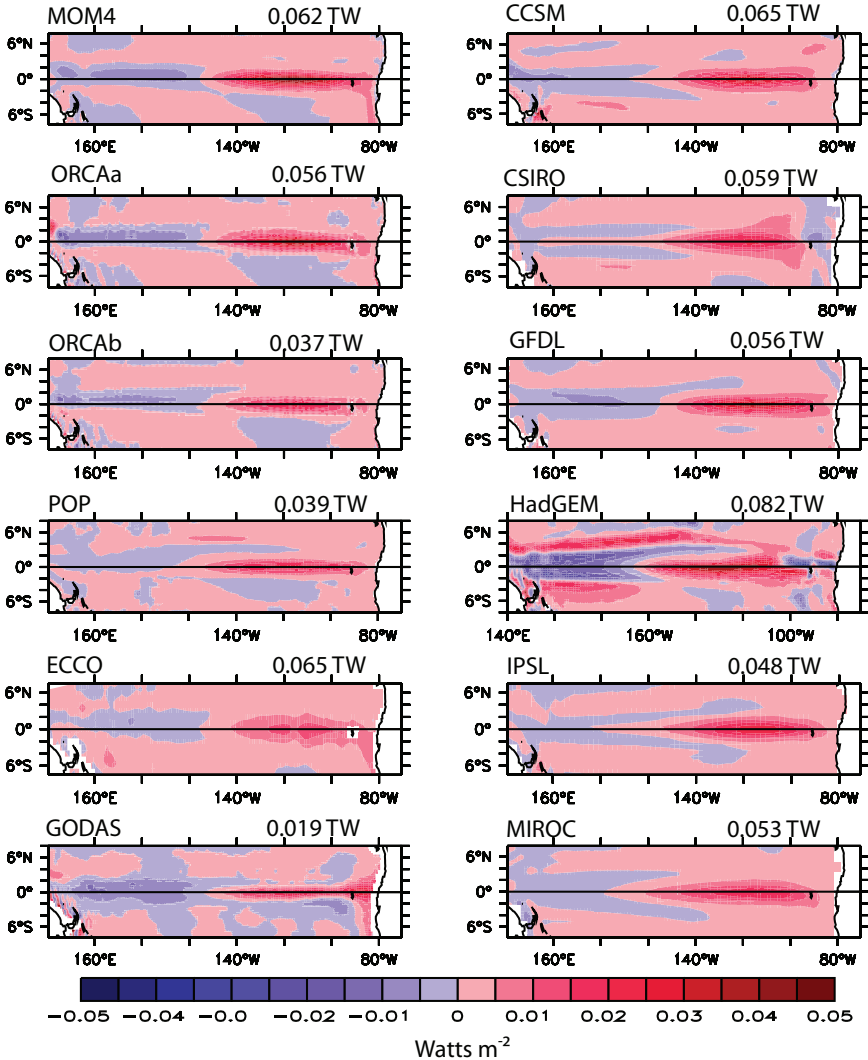 MOM4 0.062 TW CCSM 0.065 TW
6°N 6°N
0° 0°
6°S 6°S
160°E 140°W 80°W 160°E 140°W 80°W
ORCAa 0.056 TW CSIRO 0.059 TW
6°N 6°N
0° 0°
6°S 6°S
160°E 140°W 80°W 160°E 140°W 80°W
ORCAb 0.037 TW GFDL 0.056 TW
6°N 6°N
0° 0°
6°S 6°S
160°E 140°W 80°W 160°E 140°W 80°W
POP 0.039 TW HadGEM 0.082 TW
6°N 6°N
0° 0°
6°S 6°S
160°E 140°W 80°W 140°E 160°W 100°W
ECCO 0.065 TW IPSL 0.048 TW
6°N 6°N
0° 0°
6°S 6°S
160°E 140°W 80°W 160°E 140°W 80°W
GODAS 0.019 TW MIROC 0.053 TW
6°N 6°N
0° 0°
6°S 6°S
160°E 140°W 80°W 160°E 140°W 80°W
−0.05 −0.04 −0.0 −0.02 −0.01 0 0.01 0.02 0.03 0.04 0.05
Watts m⁻²